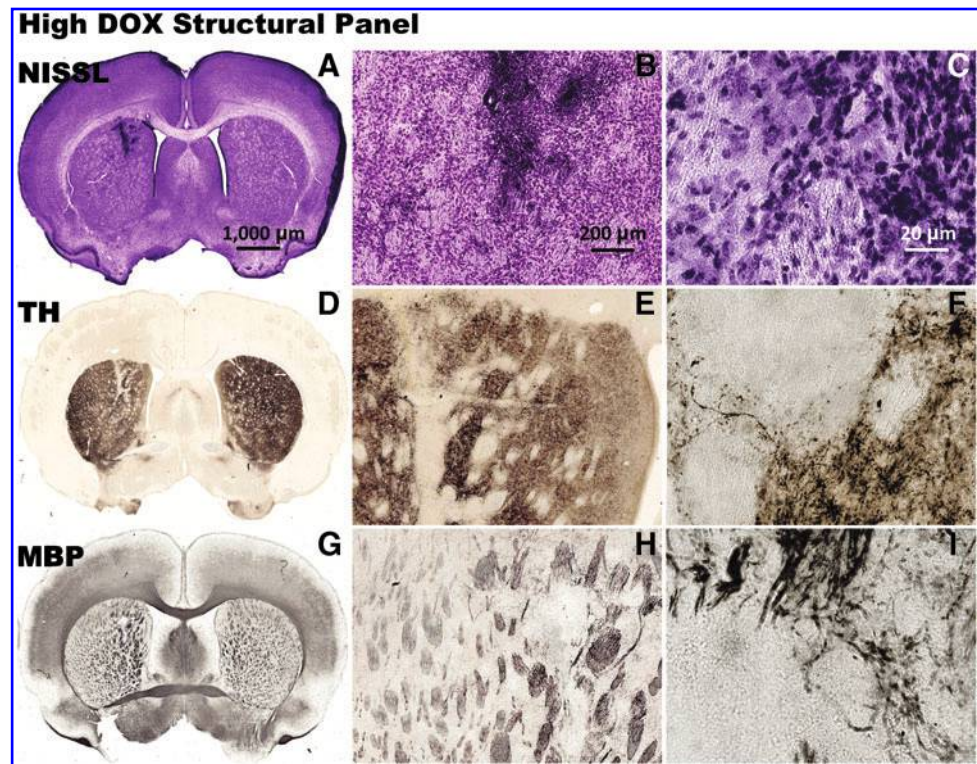 High DOX Structural Panel
NISSL
A
B
C
1,000 µm
200 µm
20 µm
TH
D
E
F
MBP
G
H
I